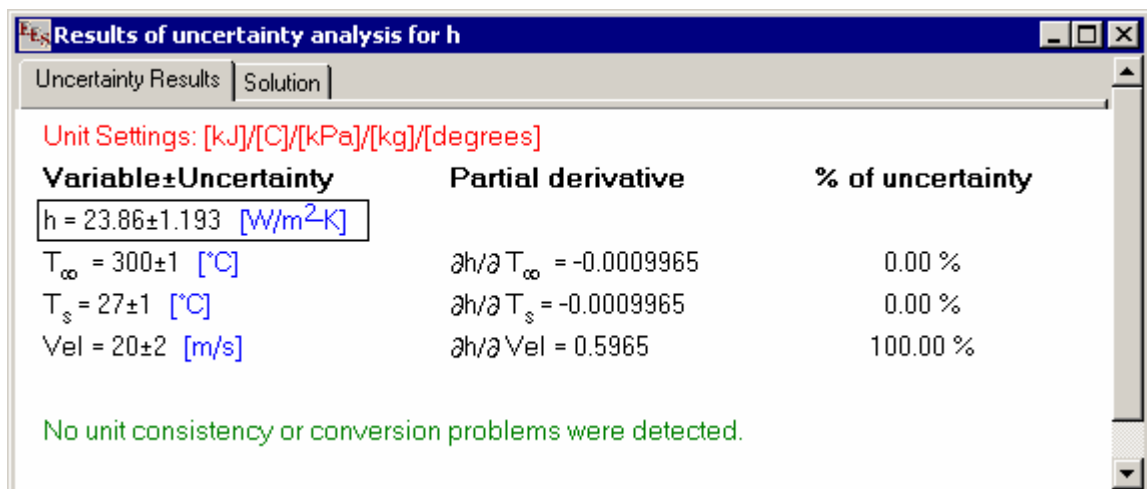 EES Results of uncertainty analysis for h
Uncertainty Results Solution
Unit Settings: [kJ]/[C]/[kPa]/[kg]/[degrees]
Variable±Uncertainty Partial derivative % of uncertainty
h = 23.86±1.193 [W/m²-K]
T∞ = 300±1 [°C] ∂h/∂T∞ = -0.0009965 0.00 %
Ts = 27±1 [°C] ∂h/∂Ts = -0.0009965 0.00 %
Vel = 20±2 [m/s] ∂h/∂Vel = 0.5965 100.00 %
No unit consistency or conversion problems were detected.